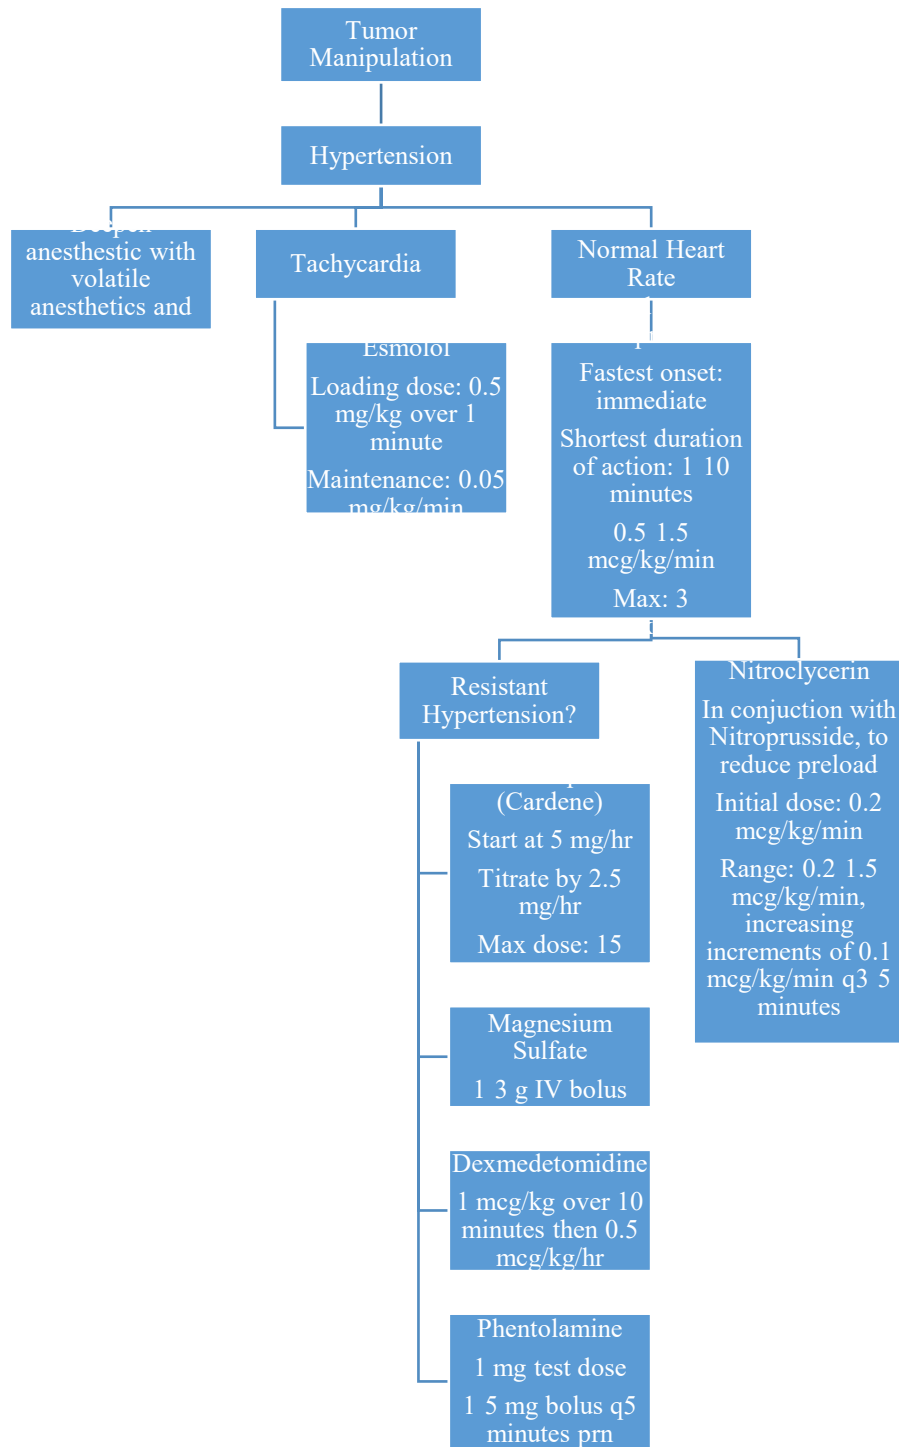 Tumor
Manipulation
Hypertension
Deepen
anesthestic with
volatile
anesthetics and
Tachycardia
Normal Heart
Rate
Esmolol
Loading dose: 0.5
mg/kg over 1
minute
Maintenance: 0.05
mg/kg/min
Fastest onset:
immediate
Shortest duration
of action: 1 10
minutes
0.5 1.5
mcg/kg/min
Max: 3
Resistant
Hypertension?
(Cardene)
Start at 5 mg/hr
Titrate by 2.5
mg/hr
Max dose: 15
Magnesium
Sulfate
1 3 g IV bolus
Dexmedetomidine
1 mcg/kg over 10
minutes then 0.5
mcg/kg/hr
Phentolamine
1 mg test dose
1 5 mg bolus q5
minutes prn
Nitroclycerin
In conjuction with
Nitroprusside, to
reduce preload
Initial dose: 0.2
mcg/kg/min
Range: 0.2 1.5
mcg/kg/min,
increasing
increments of 0.1
mcg/kg/min q3 5
minutes